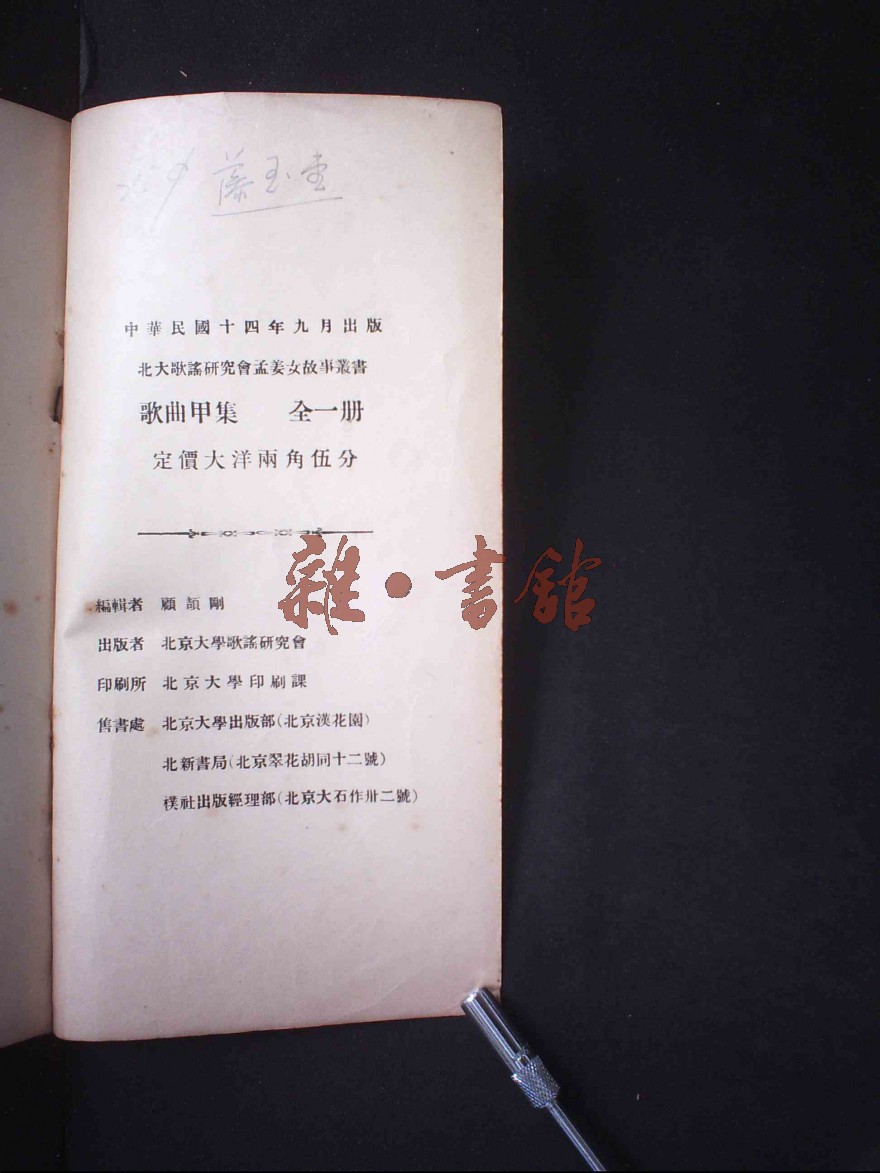 藻玉堂
中華民國十四年九月出版
北大歌謠研究會孟姜女故事叢書
歌曲甲集 全一册
定價大洋兩角伍分
雜·書館
編輯者 顧頡剛
出版者 北京大學歌謠研究會
印刷所 北京大學印刷課
售書處 北京大學出版部(北京漢花園)
北新書局(北京翠花胡同十二號)
樸社出版經理部(北京大石作卅二號)